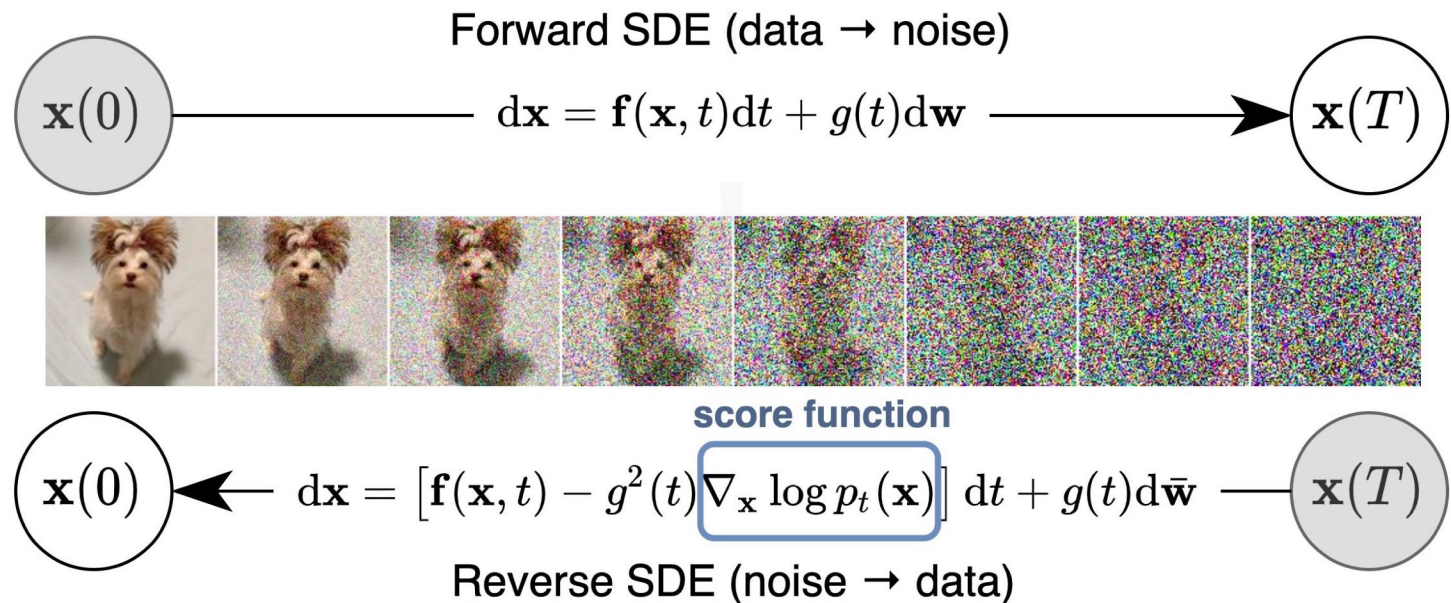 Forward SDE (data → noise)
x(0) dx = f(x, t)dt + g(t)dw x(T)
score function
x(0) dx = [f(x, t) − g²(t)∇ₓ log pₜ(x)] dt + g(t)dw̄ x(T)
Reverse SDE (noise → data)